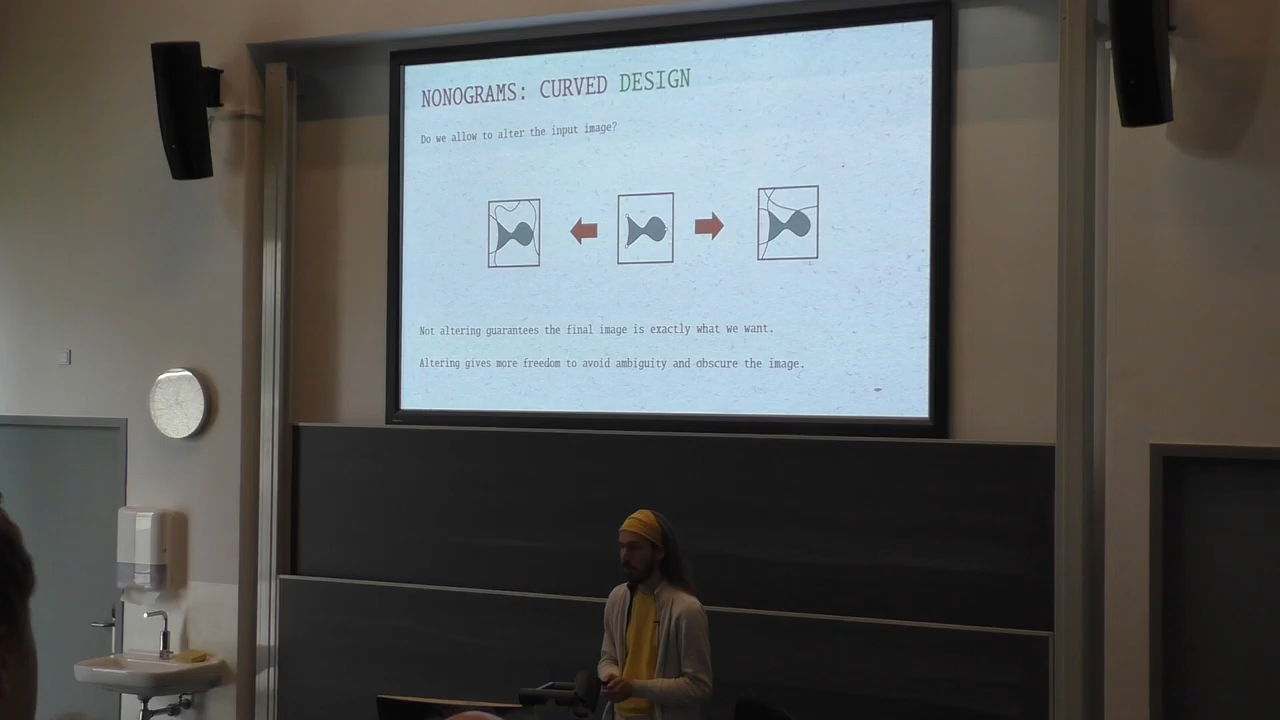 NONOGRAMS: CURVED DESIGN
Do we allow to alter the input image?
Not altering guarantees the final image is exactly what we want.
Altering gives more freedom to avoid ambiguity and obscure the image.